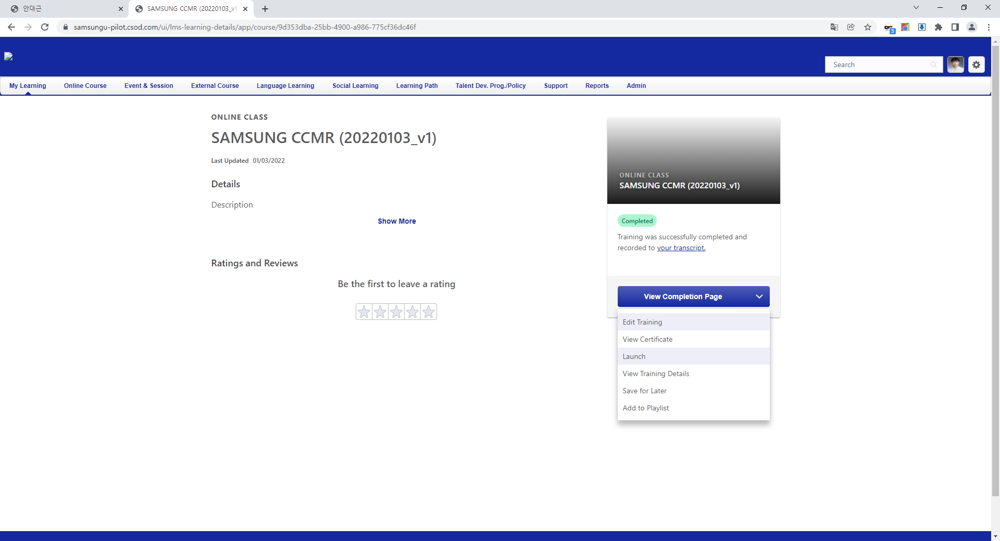 안대근
SAMSUNG CCMR (20220103_v1
samsungu-pilot.csod.com/ui/lms-learning-details/app/course/9d353dba-25bb-4900-a986-775cf36dc46f
S
Search
My Learning Online Course Event & Session External Course Language Learning Social Learning Learning Path Talent Dev. Prog./Policy Support Reports Admin
ONLINE CLASS
SAMSUNG CCMR (20220103_v1)
Last Updated 01/03/2022
Details
Description
Show More
Ratings and Reviews
Be the first to leave a rating
ONLINE CLASS
SAMSUNG CCMR (20220103_v1)
Completed
Training was successfully completed and
recorded to your transcript.
View Completion Page
Edit Training
View Certificate
Launch
View Training Details
Save for Later
Add to Playlist